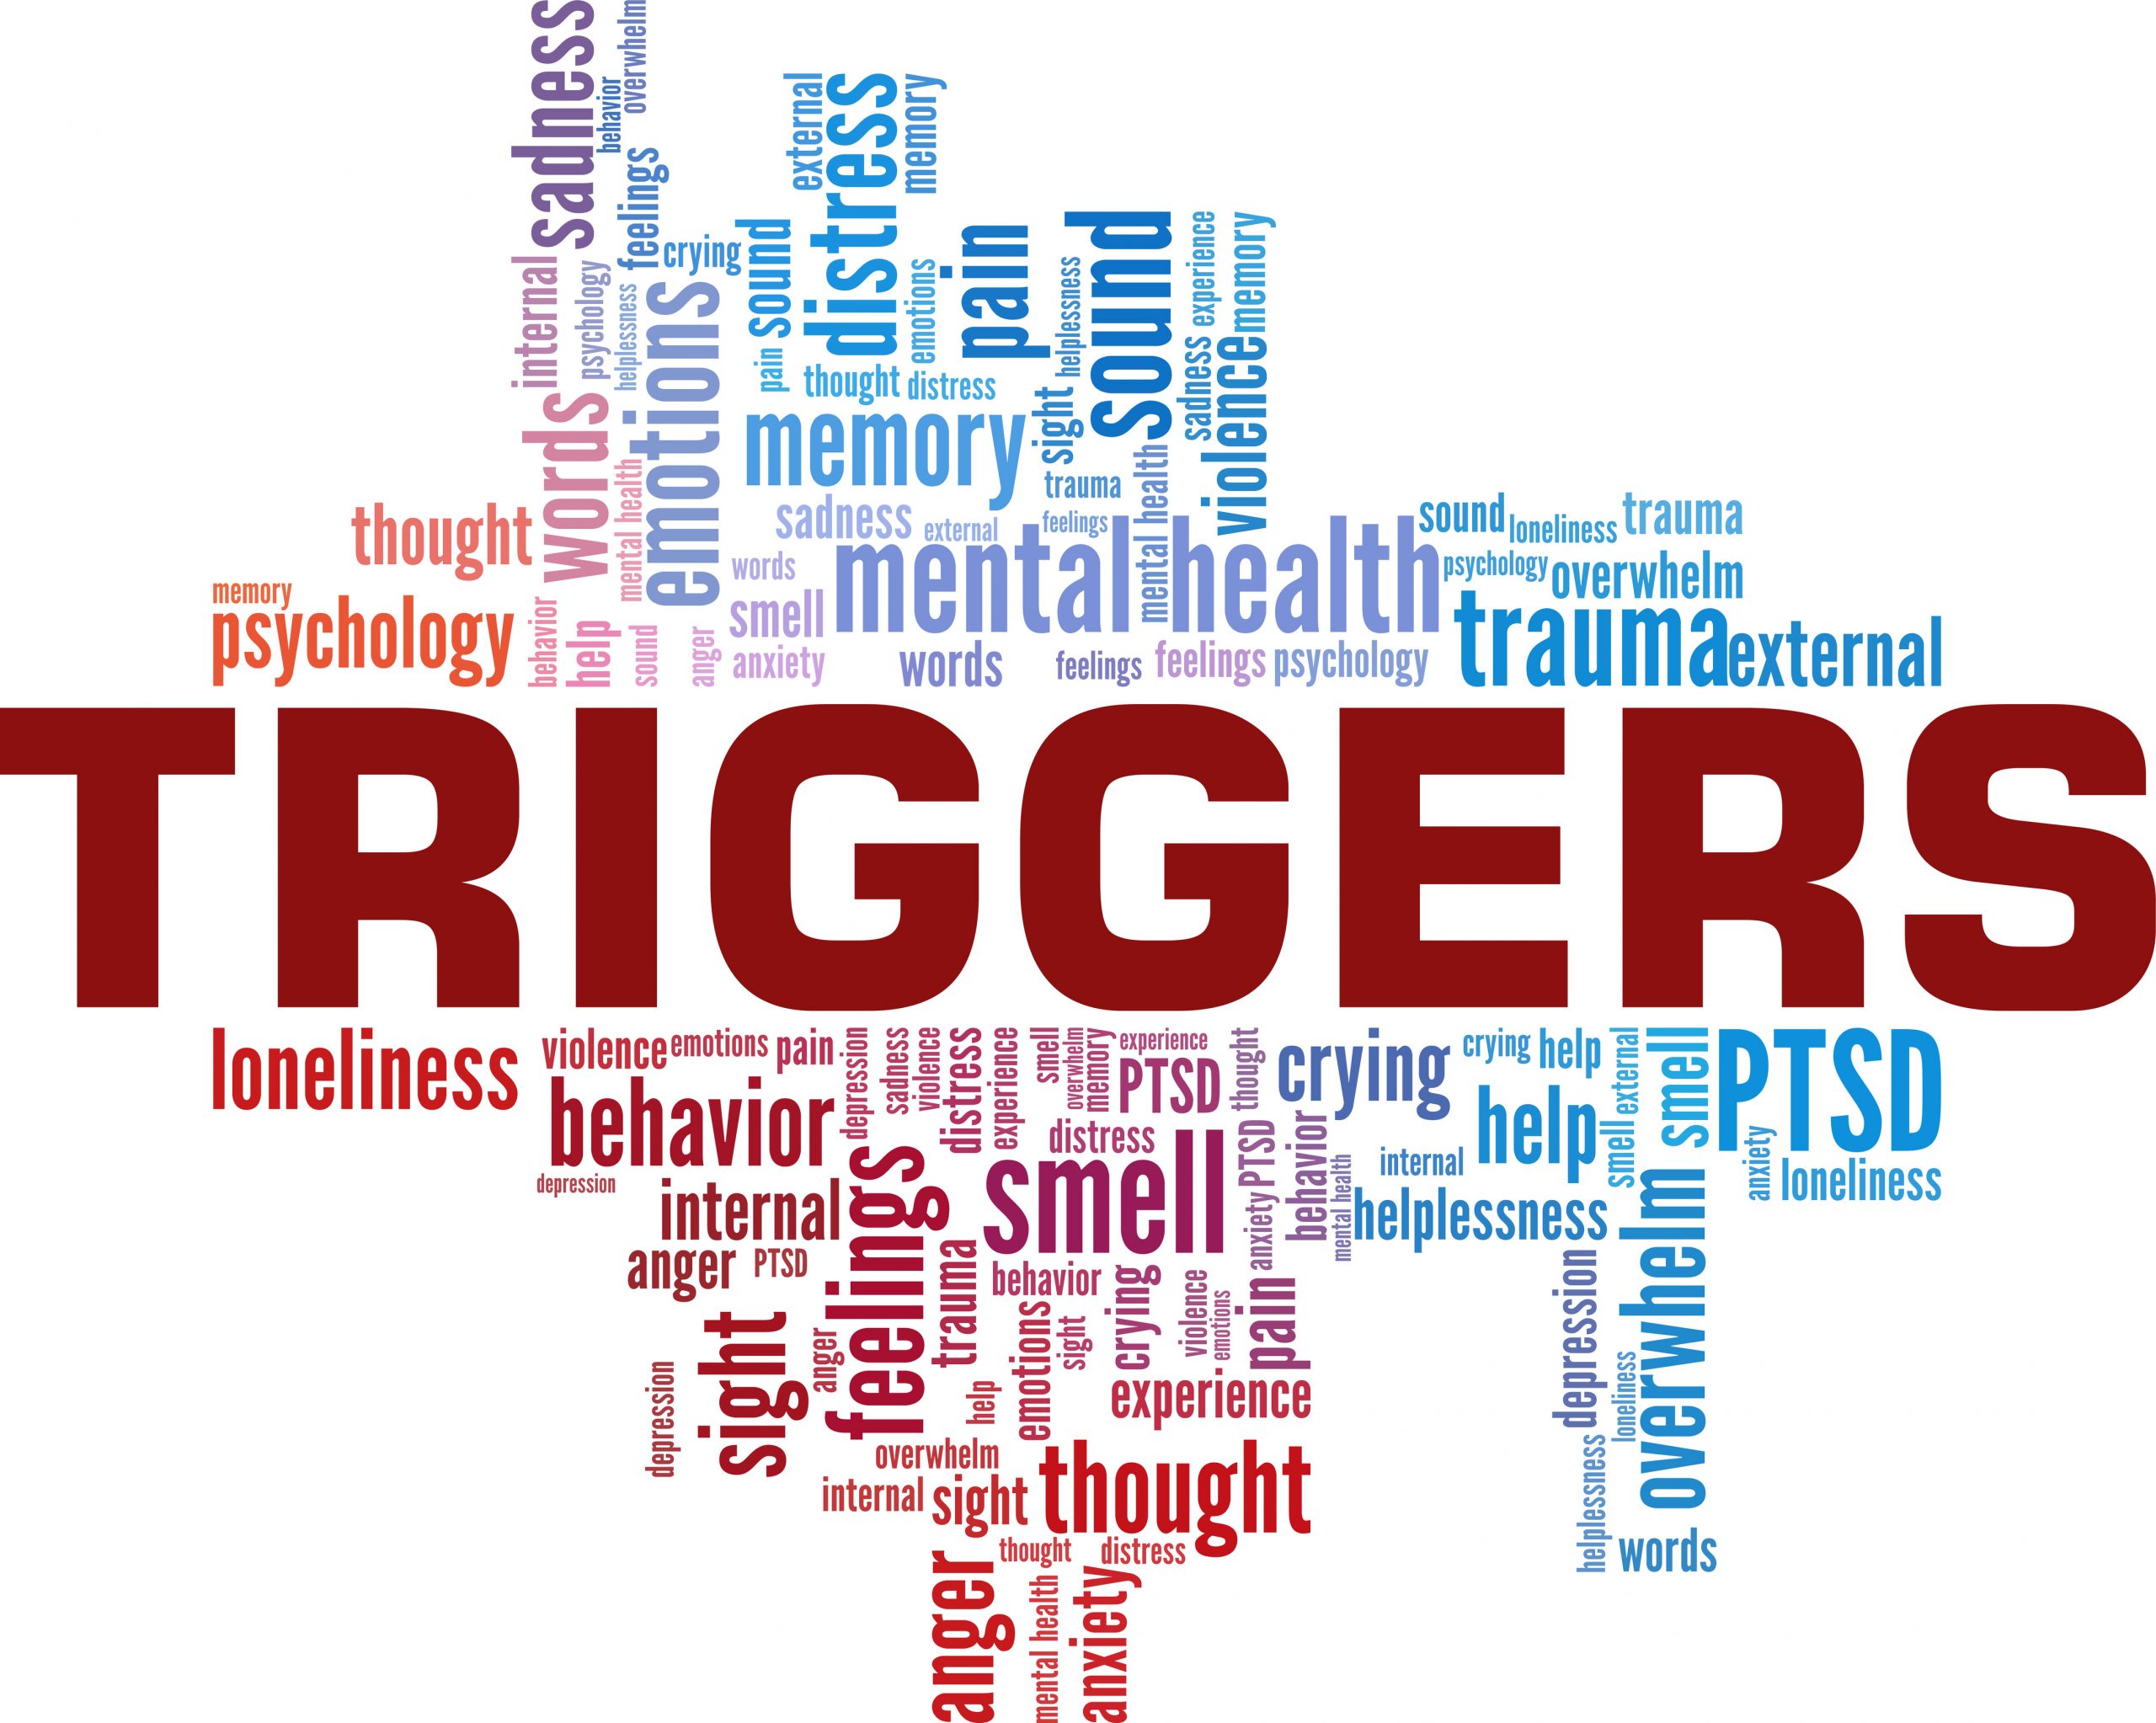 sadness
behavior
overwhelm
feelings
crying
internal
psychology
helplessness
emotions
words
mental health
external
distress
memory
sound
pain
emotions
pain
thought distress
memory
helplessness
sound
sight
experience
memory
sadness
violence
trauma
mental health
sadness
external
feelings
words
mental health
smell
anxiety
words
feelings
feelings
psychology
thought
memory
psychology
behavior
help
sound
anger
sound
loneliness
trauma
psychology
overwhelm
trauma
external
TRIGGERS
loneliness
violence
emotions
pain
behavior
depression
depression
sadness
violence
distress
experience
smell
overwhelm
memory
experience
PTSD
thought
distress
crying
crying
help
external
smell
PTSD
help
smell
internal
anxiety
loneliness
internal
feelings
smell
PTSD
anxiety
behavior
mental health
helplessness
overwhelm
anger
PTSD
trauma
behavior
crying
violence
emotions
pain
sight
anger
emotions
sight
depression
help
experience
depression
loneliness
overwhelm
internal
sight
thought
helplessness
words
thought
distress
anger
mental health
anxiety